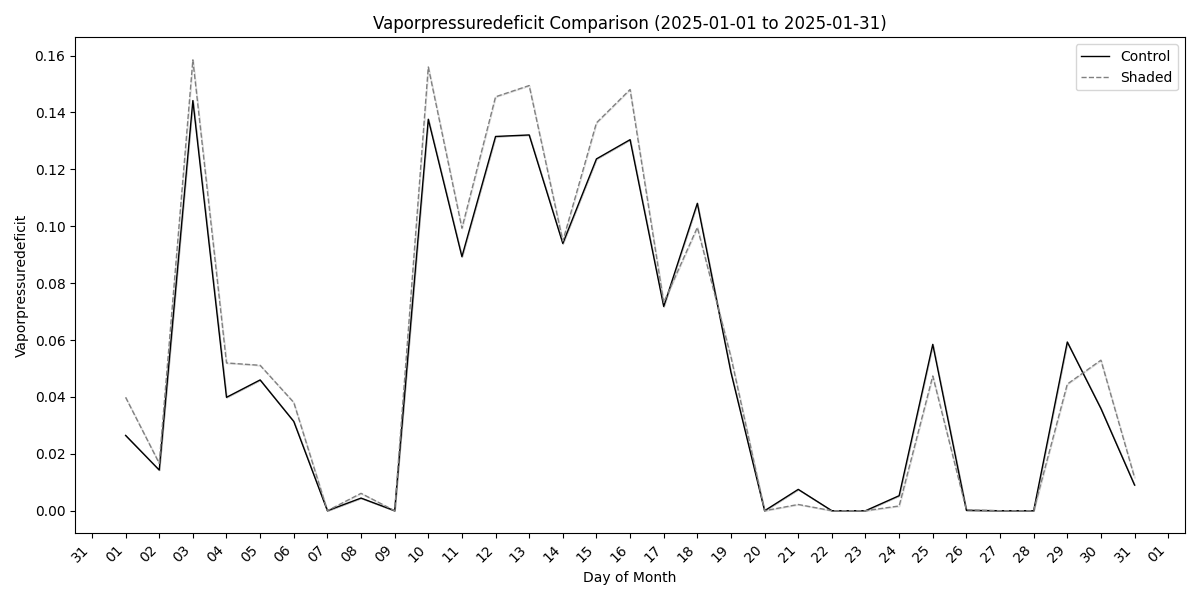 Vaporpressuredeficit Comparison (2025-01-01 to 2025-01-31)
Control
Shaded
Vaporpressuredeficit
0.16
0.14
0.12
0.10
0.08
0.06
0.04
0.02
0.00
31 01 02 03 04 05 06 07 08 09 10 11 12 13 14 15 16 17 18 19 20 21 22 23 24 25 26 27 28 29 30 31 01
Day of Month